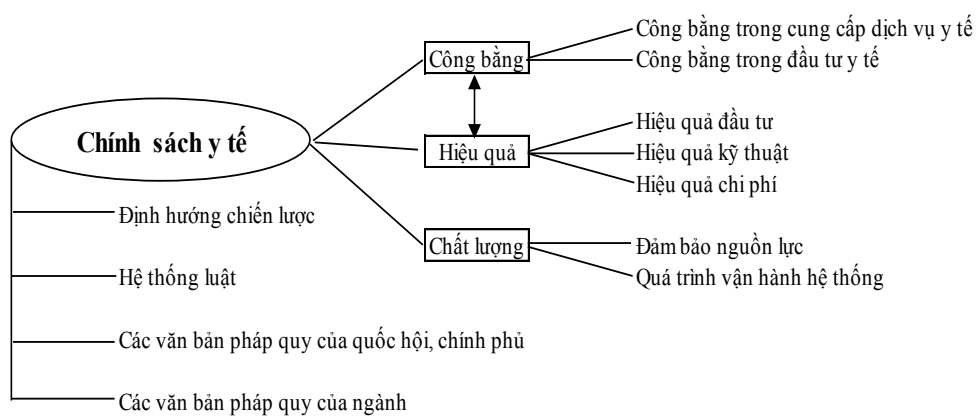 Công bằng trong cung cấp dịch vụ y tế
Công bằng
Công bằng trong đầu tư y tế
Chính sách y tế
Hiệu quả đầu tư
Hiệu quả
Hiệu quả kỹ thuật
Hiệu quả chi phí
Định hướng chiến lược
Chất lượng
Đảm bảo nguồn lực
Hệ thống luật
Quá trình vận hành hệ thống
Các văn bản pháp quy của quốc hội, chính phủ
Các văn bản pháp quy của ngành